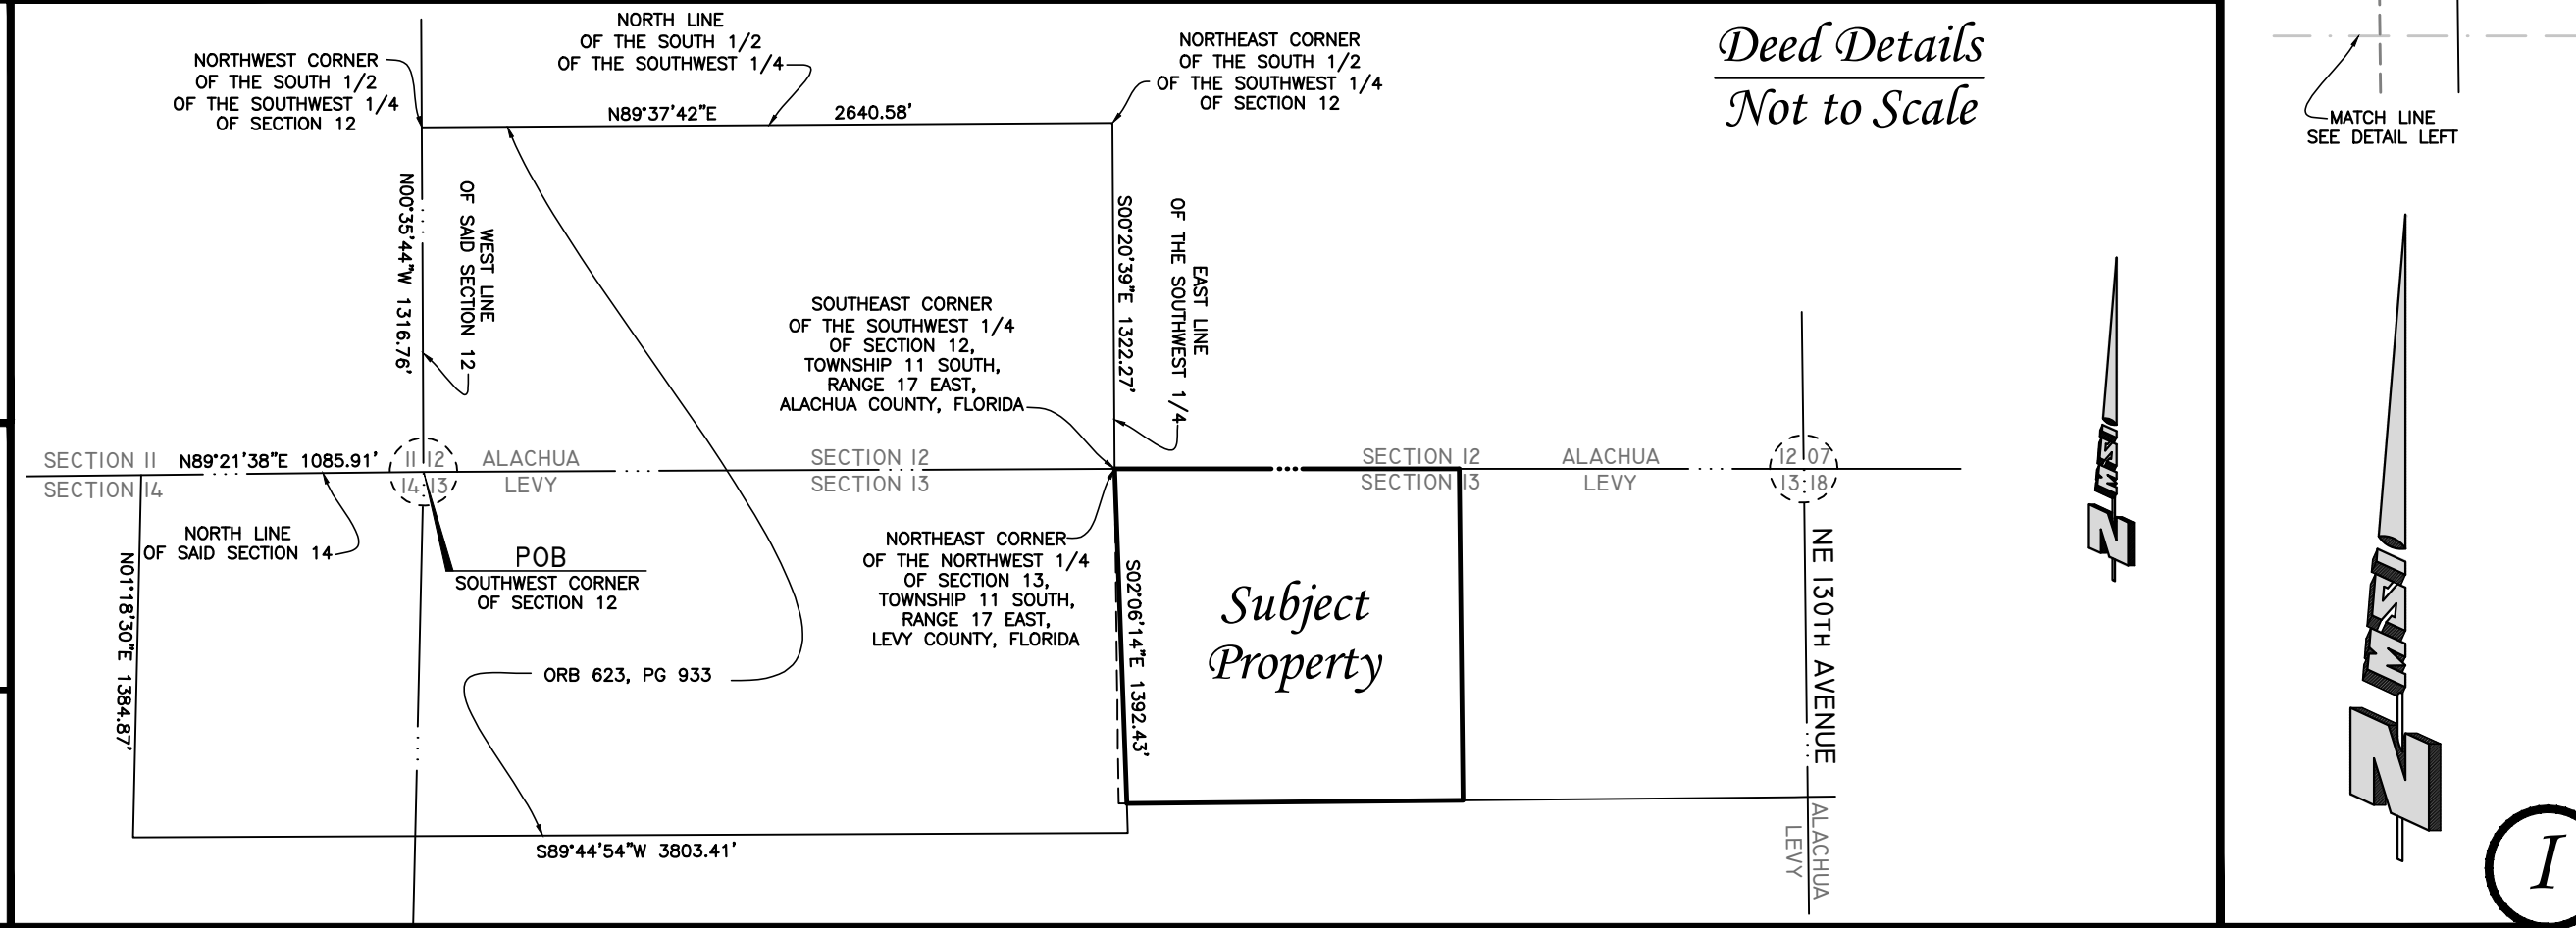 NORTH LINE
OF THE SOUTH 1/2
OF THE SOUTHWEST 1/4
NORTHWEST CORNER
OF THE SOUTH 1/2
OF THE SOUTHWEST 1/4
OF SECTION 12
NORTHEAST CORNER
OF THE SOUTH 1/2
OF THE SOUTHWEST 1/4
OF SECTION 12
Deed Details
Not to Scale
MATCH LINE
SEE DETAIL LEFT
N89°37'42"E 2640.58'
N00°35'44"W 1316.76'
WEST LINE
OF SAID SECTION 12
S00°20'39"E 1322.27'
EAST LINE
OF THE SOUTHWEST 1/4
SOUTHEAST CORNER
OF THE SOUTHWEST 1/4
OF SECTION 12,
TOWNSHIP 11 SOUTH,
RANGE 17 EAST,
ALACHUA COUNTY, FLORIDA
SECTION 11
SECTION 14
N89°21'38"E 1085.91'
11 12
14 13
ALACHUA
LEVY
SECTION 12
SECTION 13
SECTION 12
SECTION 13
ALACHUA
LEVY
12 07
13 18
NORTH LINE
OF SAID SECTION 14
POB
SOUTHWEST CORNER
OF SECTION 12
NORTHEAST CORNER
OF THE NORTHWEST 1/4
OF SECTION 13,
TOWNSHIP 11 SOUTH,
RANGE 17 EAST,
LEVY COUNTY, FLORIDA
N01°18'30"E 1384.87'
S02°06'14"E 1392.43'
Subject
Property
NE 130TH AVENUE
ORB 623, PG 933
S89°44'54"W 3803.41'
ALACHUA
LEVY
MSI
N
MSI
N
I